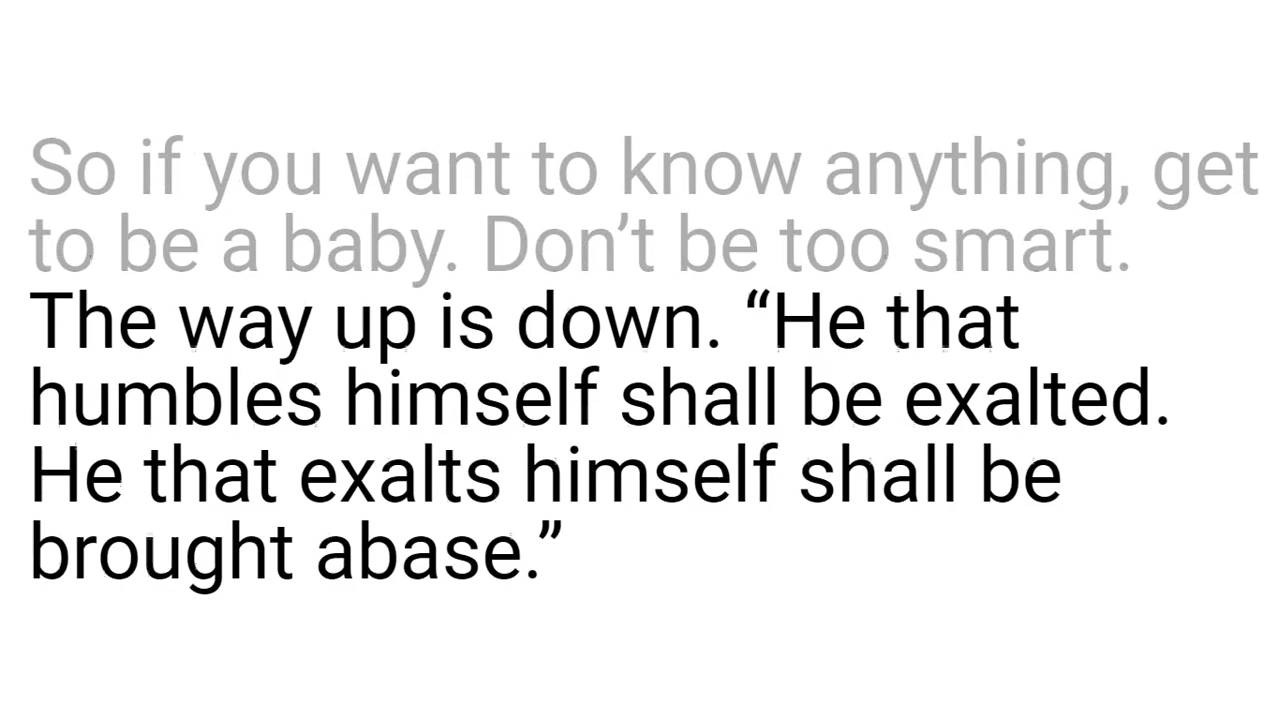 So if you want to know anything, get
to be a baby. Don’t be too smart.
The way up is down. “He that
humbles himself shall be exalted.
He that exalts himself shall be
brought abase.”